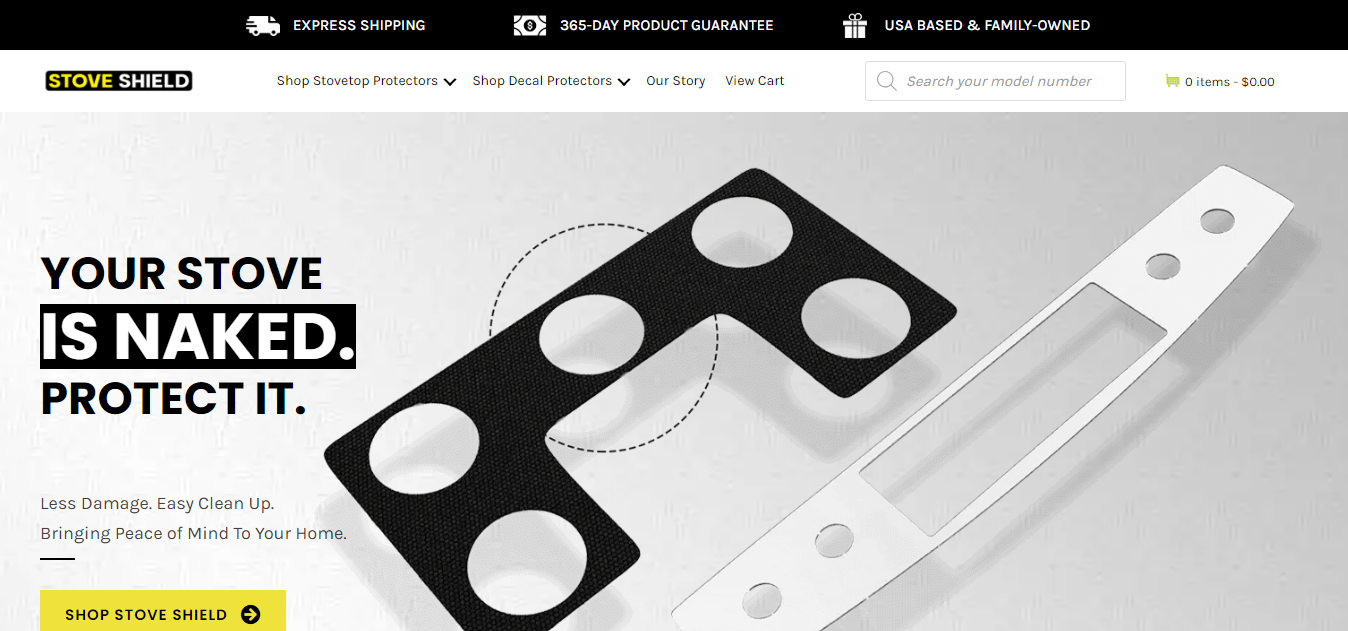 EXPRESS SHIPPING
365-DAY PRODUCT GUARANTEE
USA BASED & FAMILY-OWNED
STOVE SHIELD
Shop Stovetop Protectors
Shop Decal Protectors
Our Story
View Cart
Search your model number
0 items - $0.00
YOUR STOVE
IS NAKED.
PROTECT IT.
Less Damage. Easy Clean Up.
Bringing Peace of Mind To Your Home.
SHOP STOVE SHIELD